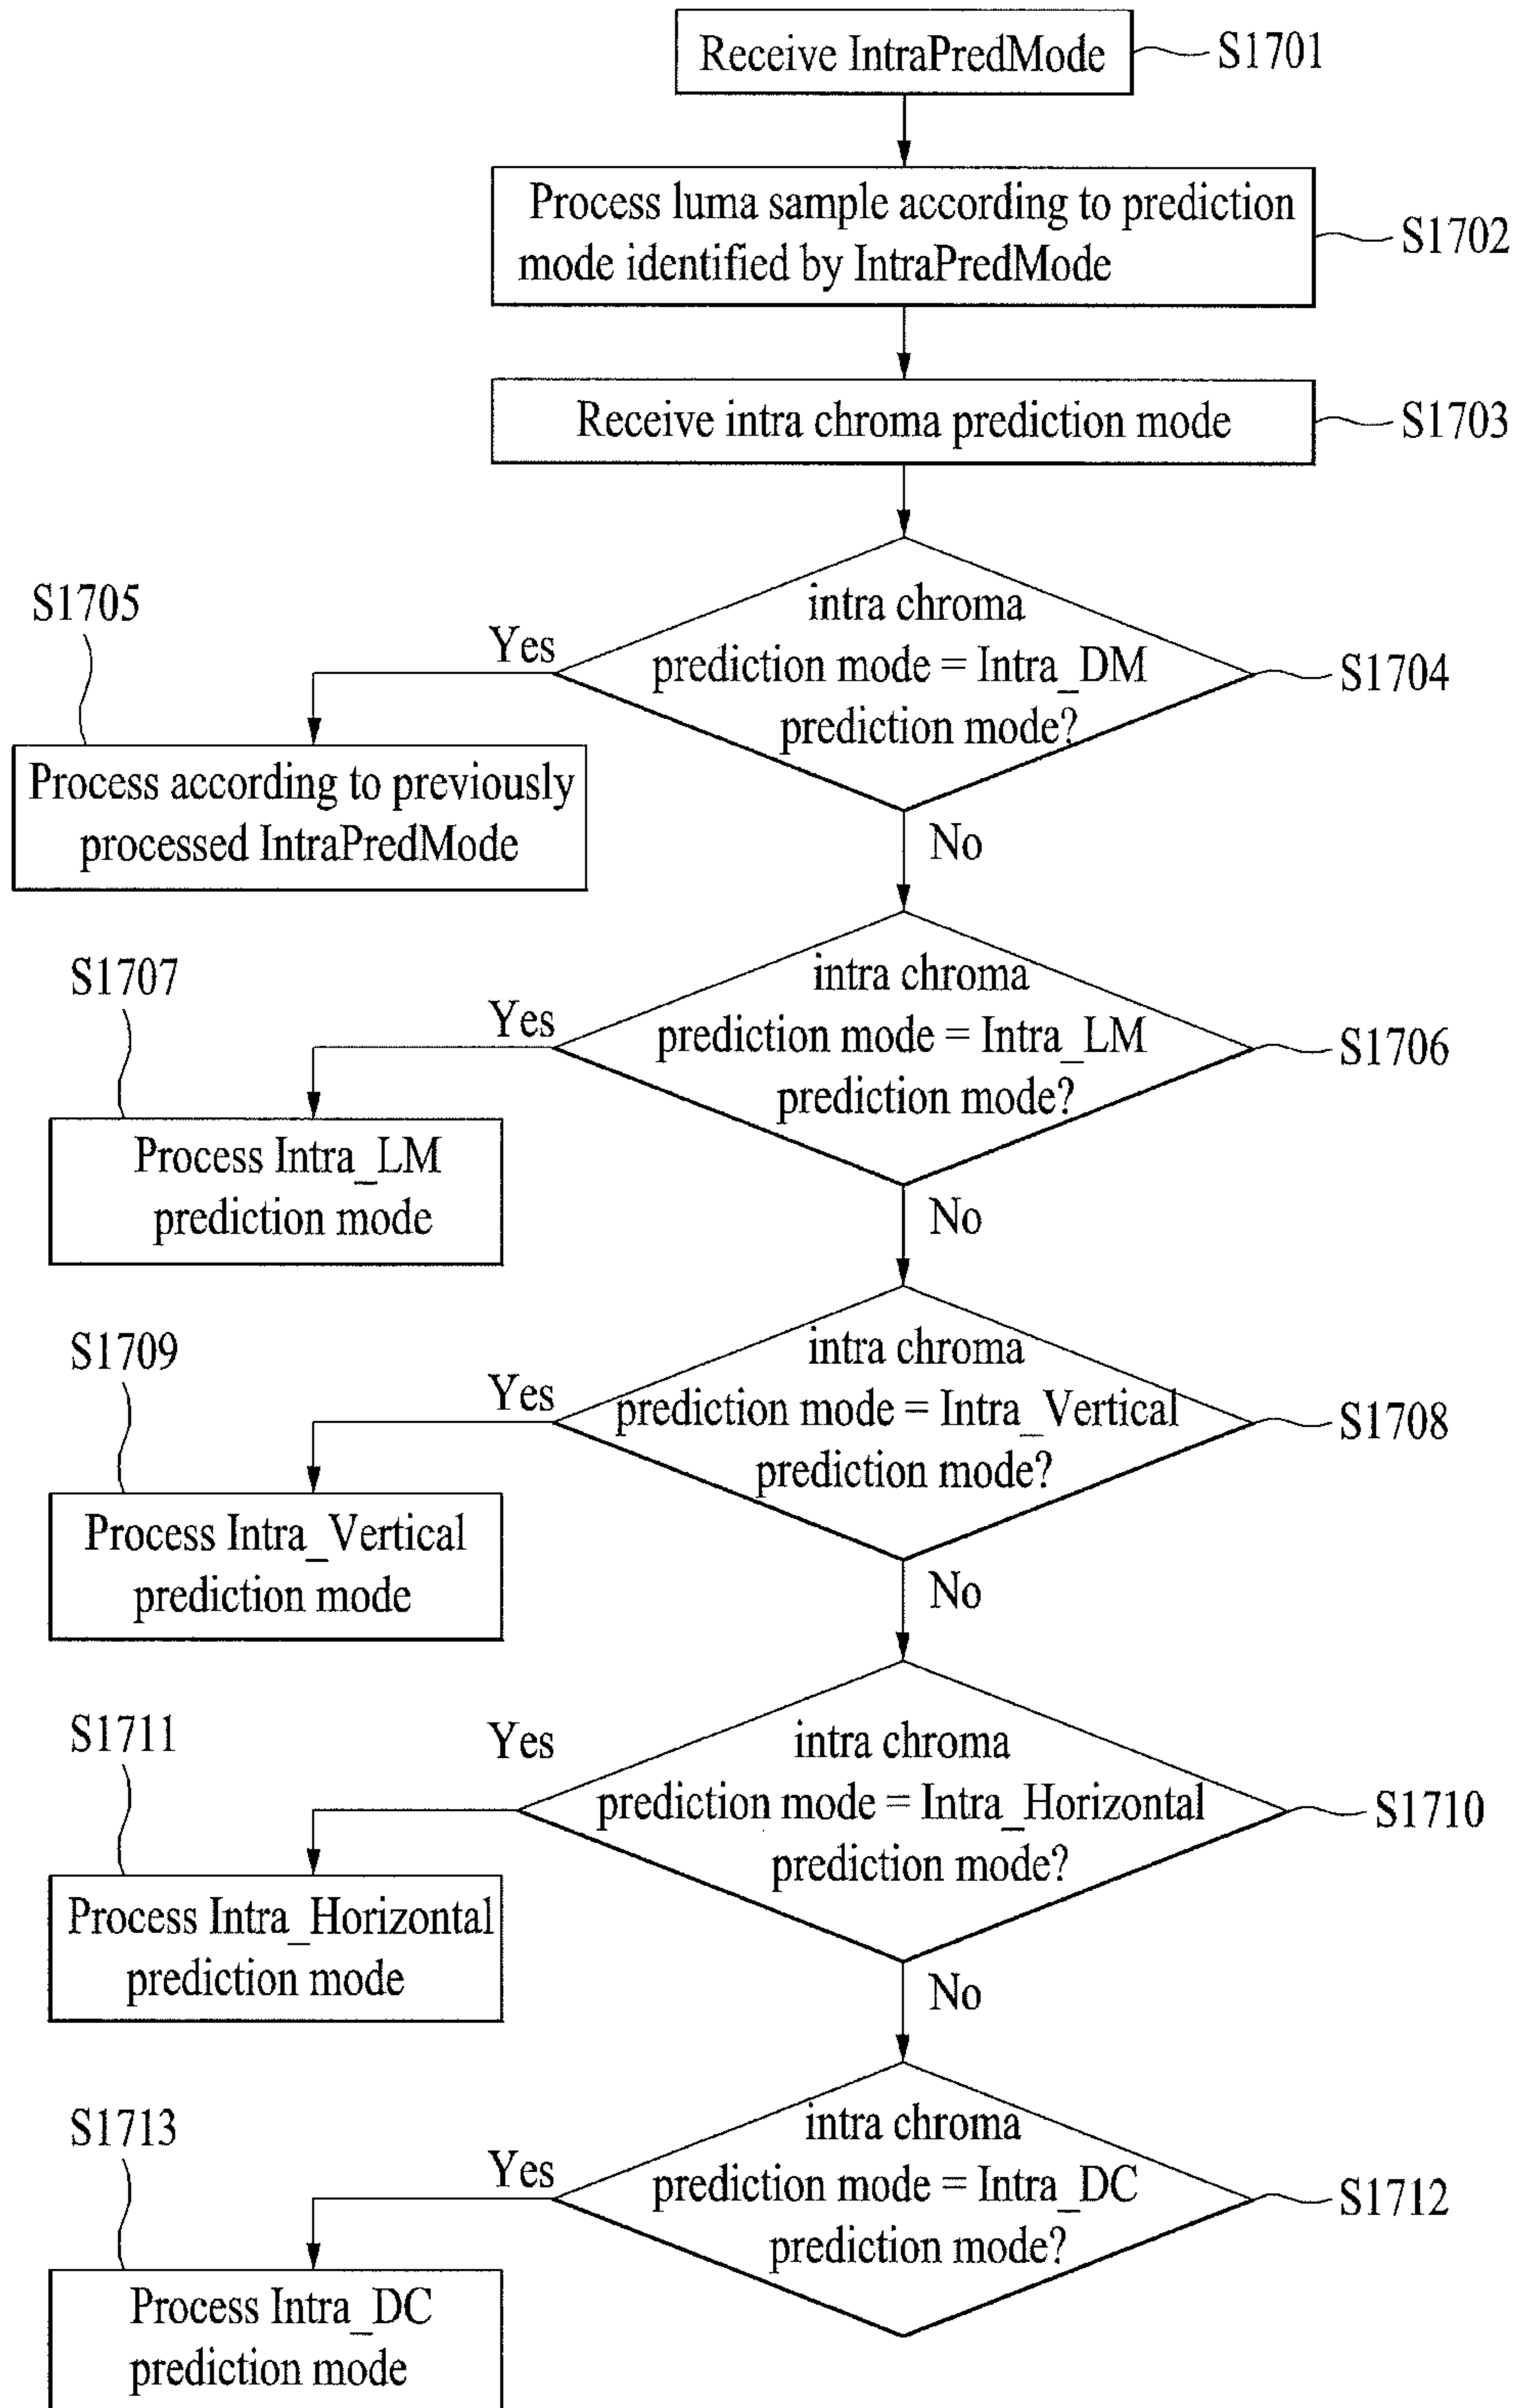 Receive IntraPredMode
S1701
Process luma sample according to prediction
mode identified by IntraPredMode
S1702
Receive intra chroma prediction mode
S1703
intra chroma
prediction mode = Intra_DM
prediction mode?
S1704
Yes
S1705
Process according to previously
processed IntraPredMode
No
intra chroma
prediction mode = Intra_LM
prediction mode?
S1706
Yes
S1707
Process Intra_LM
prediction mode
No
intra chroma
prediction mode = Intra_Vertical
prediction mode?
S1708
Yes
S1709
Process Intra_Vertical
prediction mode
No
intra chroma
prediction mode = Intra_Horizontal
prediction mode?
S1710
Yes
S1711
Process Intra_Horizontal
prediction mode
No
intra chroma
prediction mode = Intra_DC
prediction mode?
S1712
Yes
S1713
Process Intra_DC
prediction mode